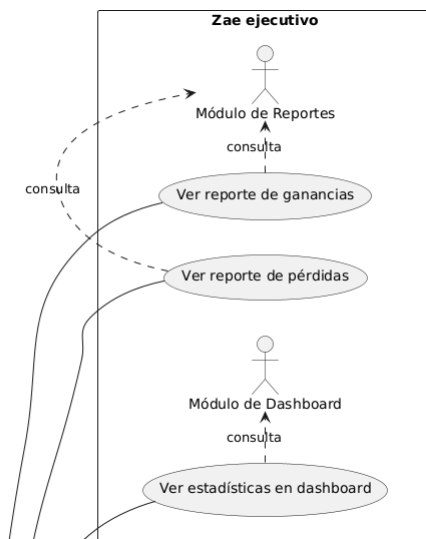 Zae ejecutivo
Módulo de Reportes
consulta
consulta
Ver reporte de ganancias
Ver reporte de pérdidas
Módulo de Dashboard
consulta
Ver estadísticas en dashboard